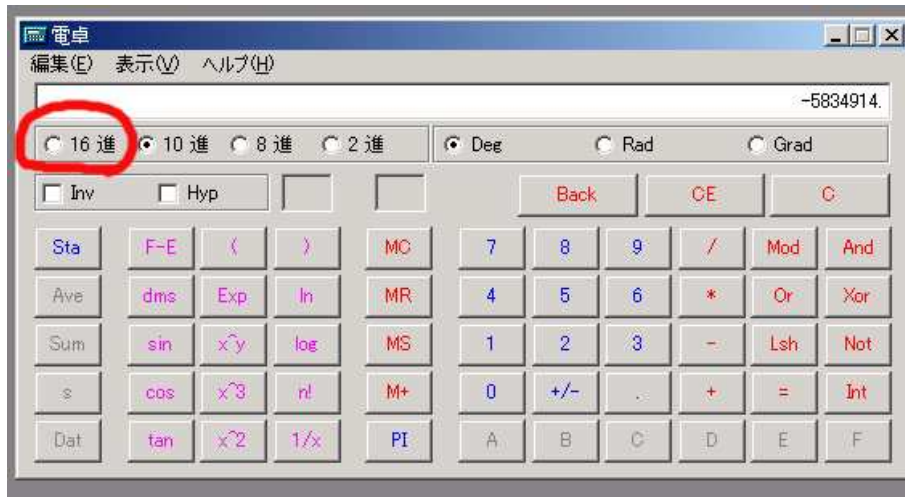 電卓
編集(E) 表示(V) ヘルプ(H)
-5834914.
16 進 10 進 8 進 2 進 Deg Rad Grad
Inv Hyp Back CE C
Sta F-E ( ) MC 7 8 9 / Mod And
Ave dms Exp ln MR 4 5 6 * Or Xor
Sum sin x^y log MS 1 2 3 - Lsh Not
s cos x^3 n! M+ 0 +/- . + = Int
Dat tan x^2 1/x PI A B C D E F